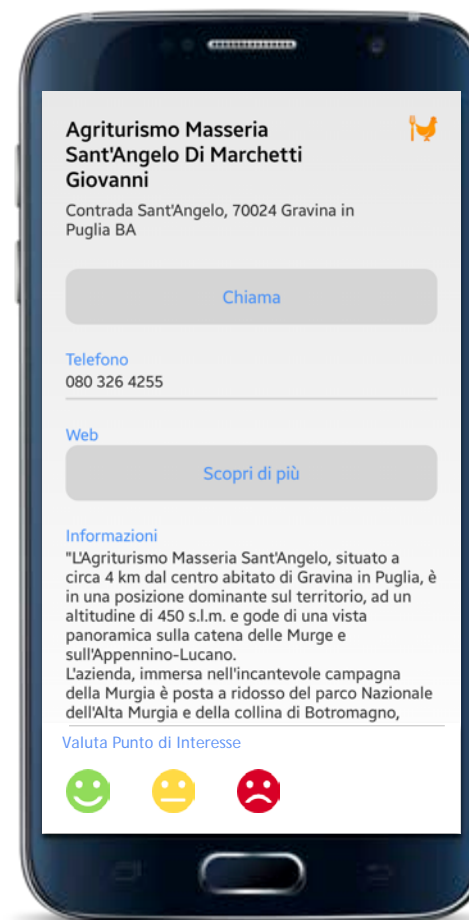 Agriturismo Masseria
Sant'Angelo Di Marchetti
Giovanni
Contrada Sant'Angelo, 70024 Gravina in
Puglia BA
Chiama
Telefono
080 326 4255
Web
Scopri di più
Informazioni
"L'Agriturismo Masseria Sant'Angelo, situato a
circa 4 km dal centro abitato di Gravina in Puglia, è
in una posizione dominante sul territorio, ad un
altitudine di 450 s.l.m. e gode di una vista
panoramica sulla catena delle Murge e
sull'Appennino-Lucano.
L'azienda, immersa nell'incantevole campagna
della Murgia è posta a ridosso del parco Nazionale
dell'Alta Murgia e della collina di Botromagno,
Valuta Punto di Interesse